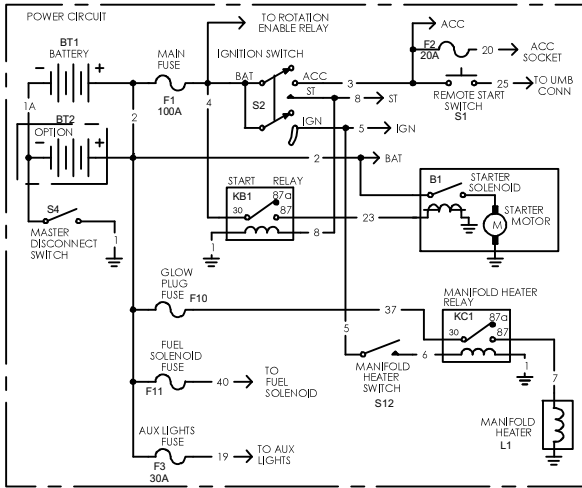 POWER CIRCUIT
BT1
BATTERY
MAIN
FUSE
F1
100A
TO ROTATION
ENABLE RELAY
IGNITION SWITCH
BAT
ACC
S2
ST
IGN
3
8
ST
5
IGN
ACC
F2
20A
20
ACC
SOCKET
REMOTE START
SWITCH
S1
25
TO UMB
CONN
1A
BT2
OPTION
2
4
2
BAT
S4
MASTER
DISCONNECT
SWITCH
1
START RELAY
KB1
87a
30
87
23
1
8
B1
STARTER
SOLENOID
M
STARTER
MOTOR
GLOW
PLUG
FUSE
F10
37
5
MANIFOLD HEATER
RELAY
KC1
87a
30
87
6
1
7
MANIFOLD
HEATER
SWITCH
S12
MANIFOLD
HEATER
L1
FUEL
SOLENOID
FUSE
F11
40
TO
FUEL
SOLENOID
AUX LIGHTS
FUSE
F3
30A
19
TO AUX
LIGHTS